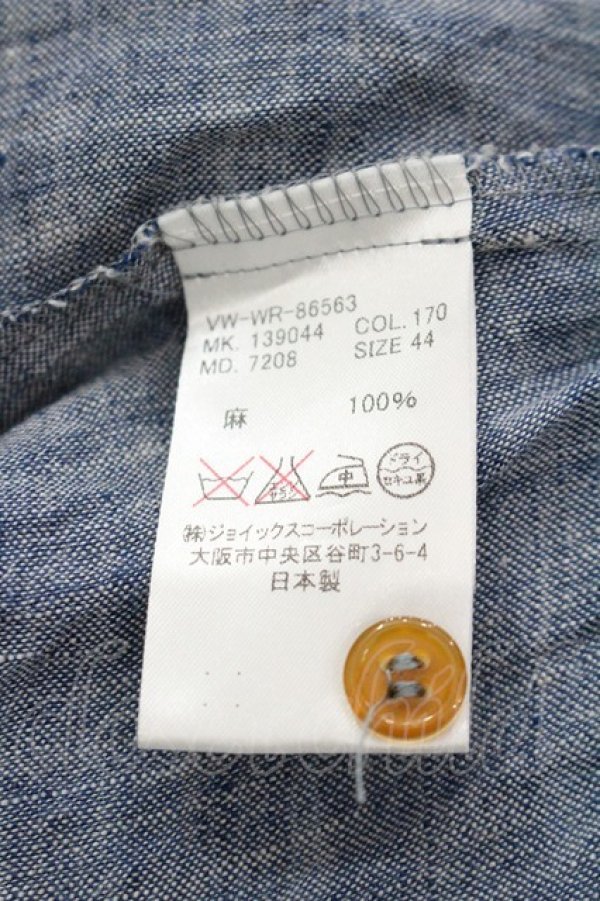 VW-WR-86563
MK. 139044 COL. 170
MD. 7208 SIZE 44
麻 100%
中
ドライ
セキユ系
㈱ジョイックスコーポレーション
大阪市中央区谷町3-6-4
日本製